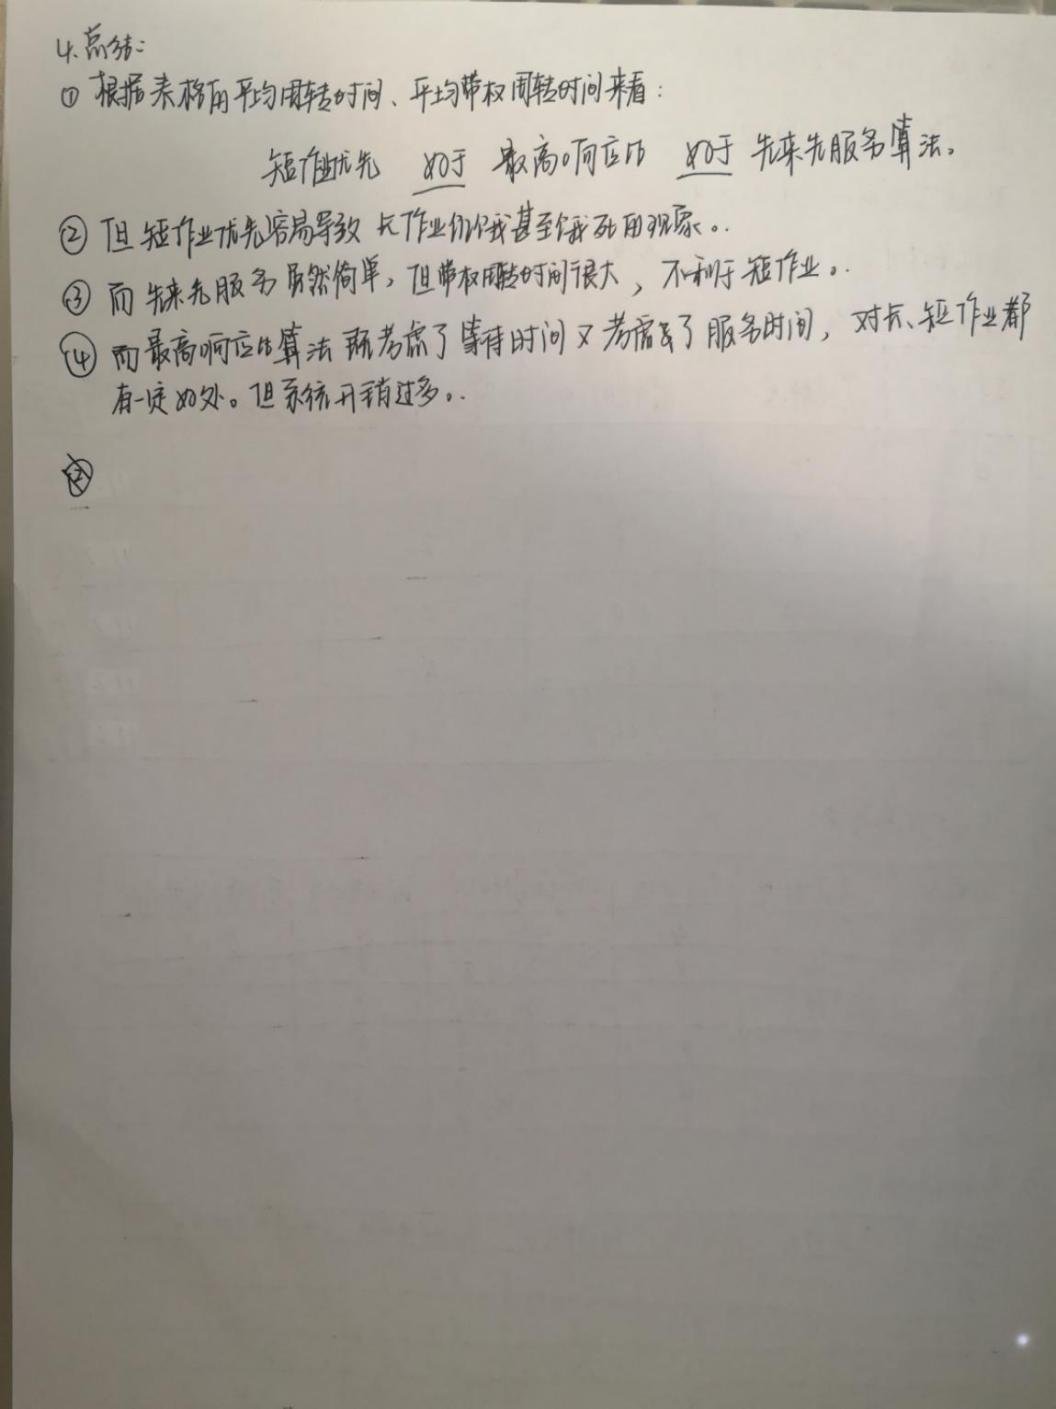 4. 总结:
① 根据表格用平均周转时间、平均带权周转时间来看:
短作业优先 好于 最高响应比 好于 先来先服务算法。
② 但短作业优先容易导致长作业饥饿甚至饿死的现象。
③ 而先来先服务虽然简单,但带权周转时间很大,不利于短作业。
④ 而最高响应比算法既考虑了等待时间又考虑了服务时间,对长、短作业都
有一定好处。但系统开销过多。